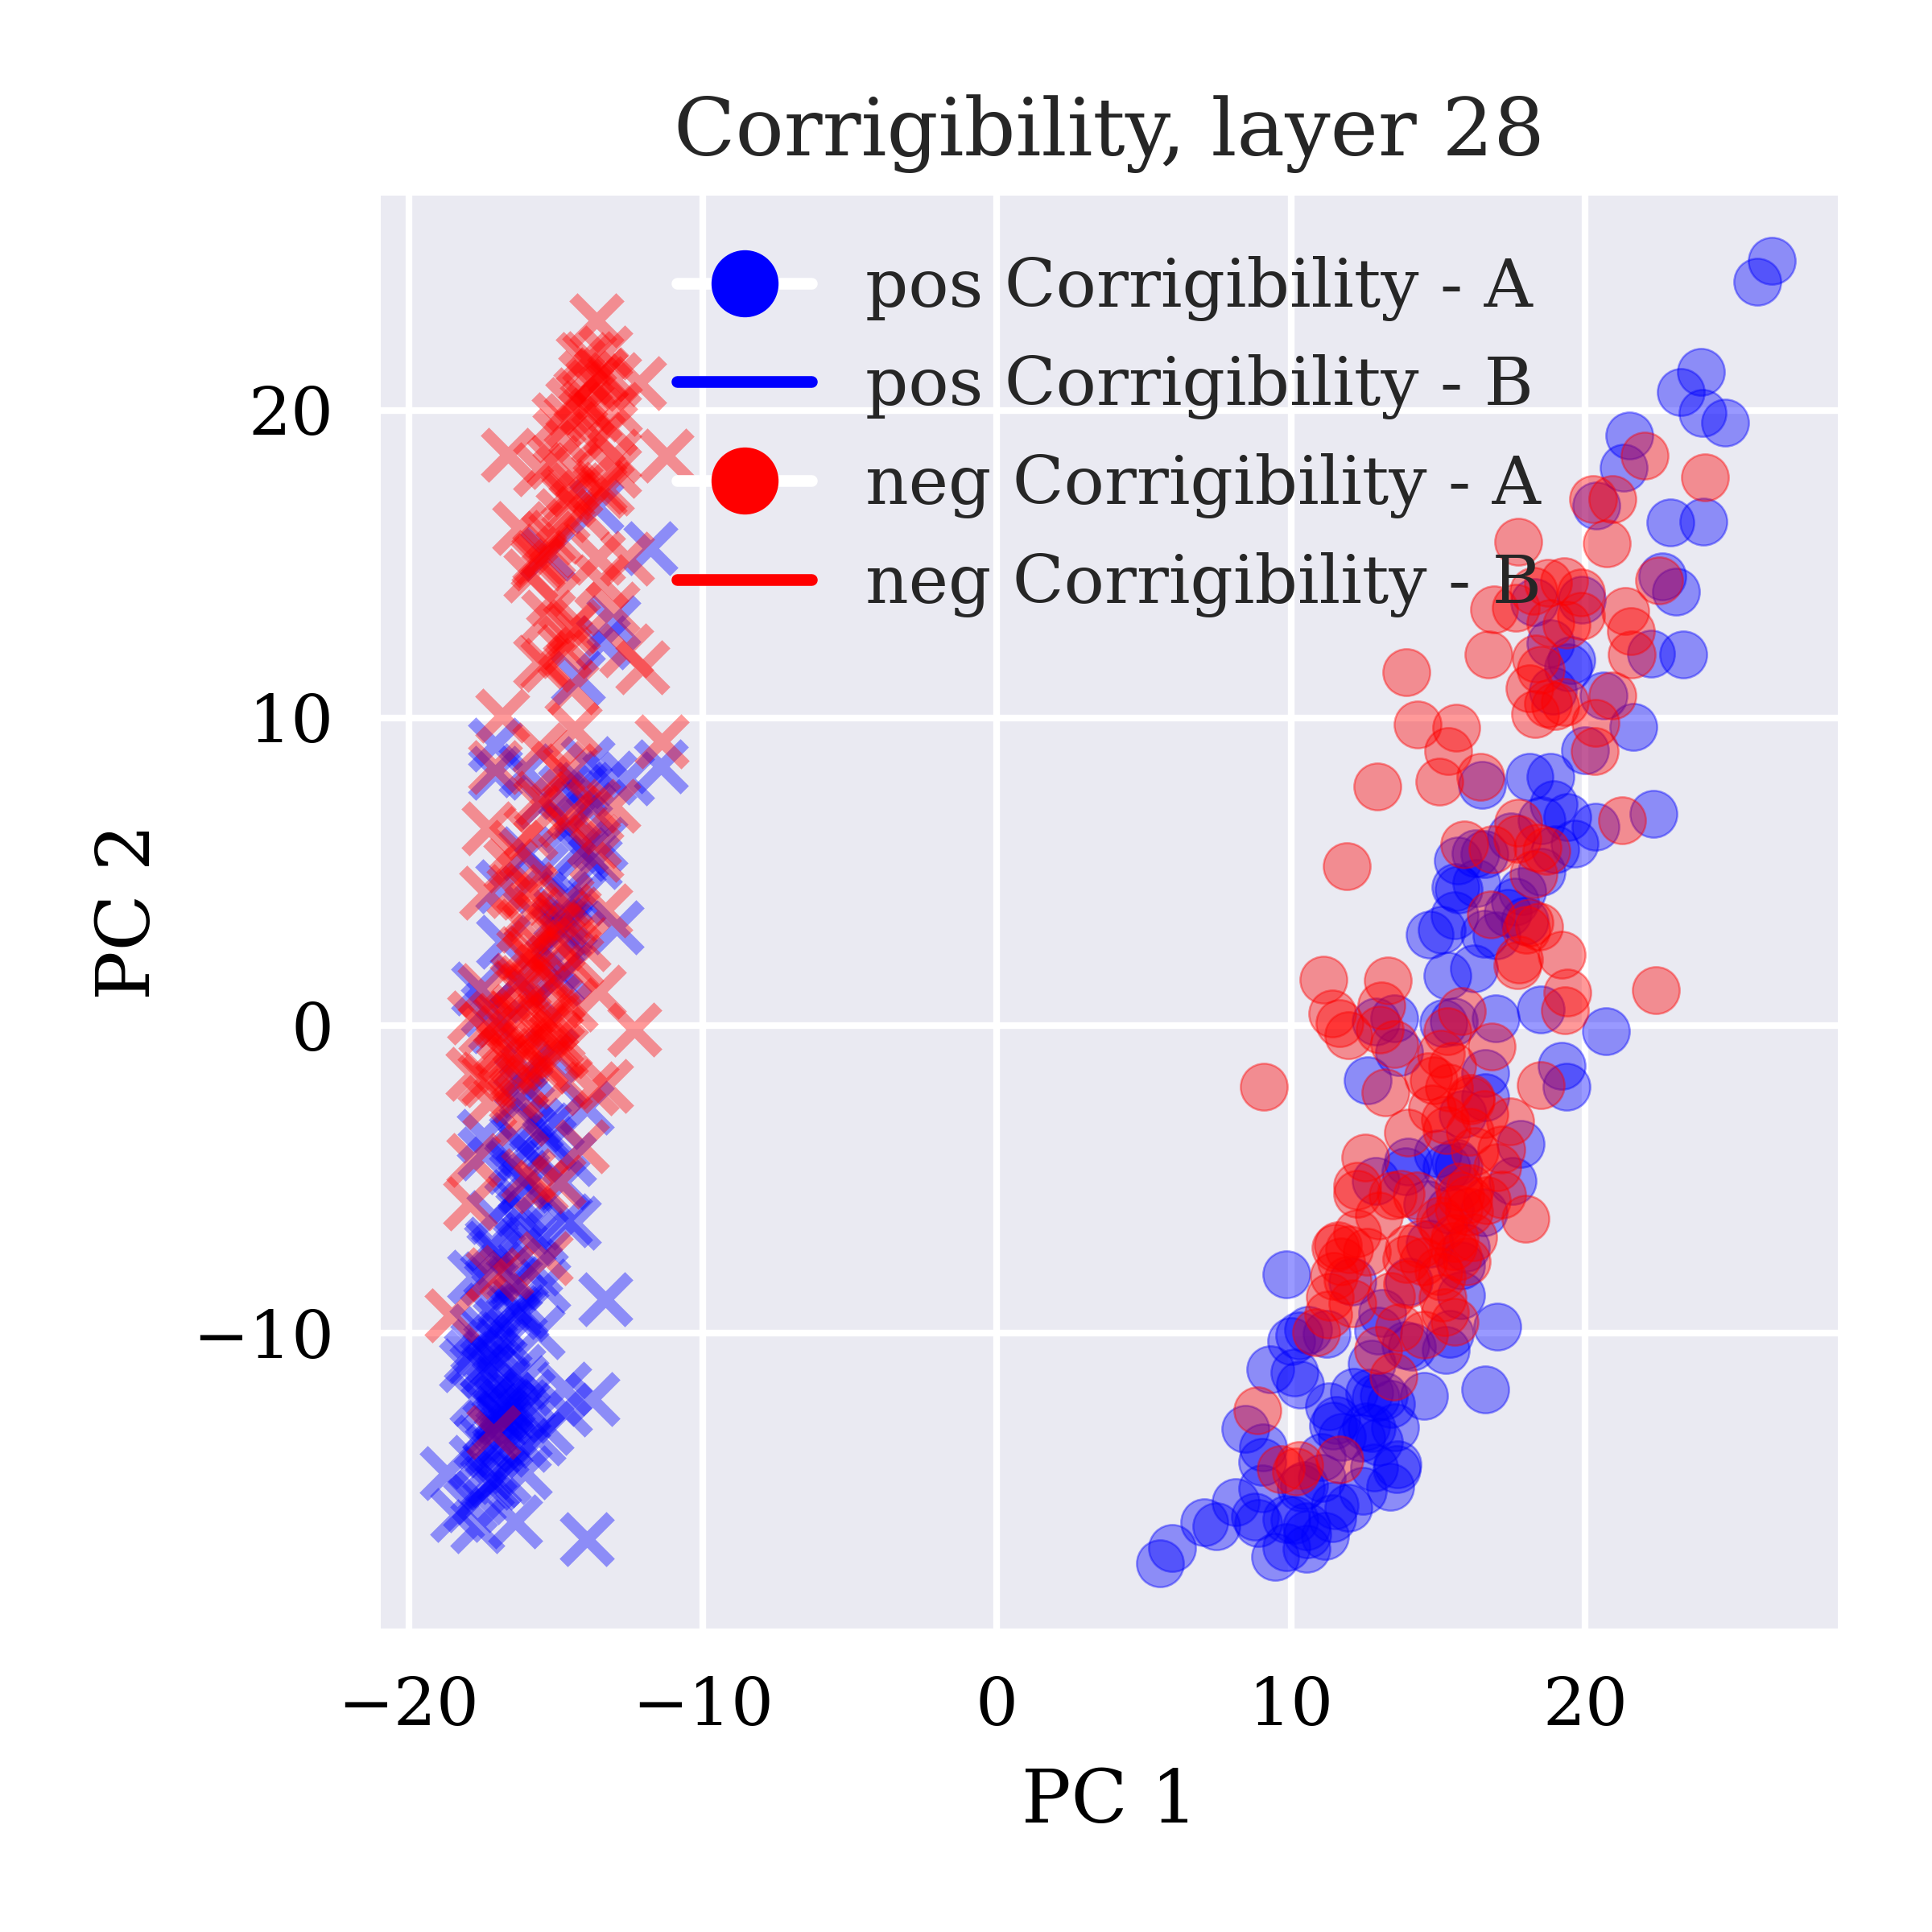 Corrigibility, layer 28
pos Corrigibility - A
pos Corrigibility - B
neg Corrigibility - A
neg Corrigibility - B
20
10
0
−10
PC 2
−20 −10 0 10 20
PC 1